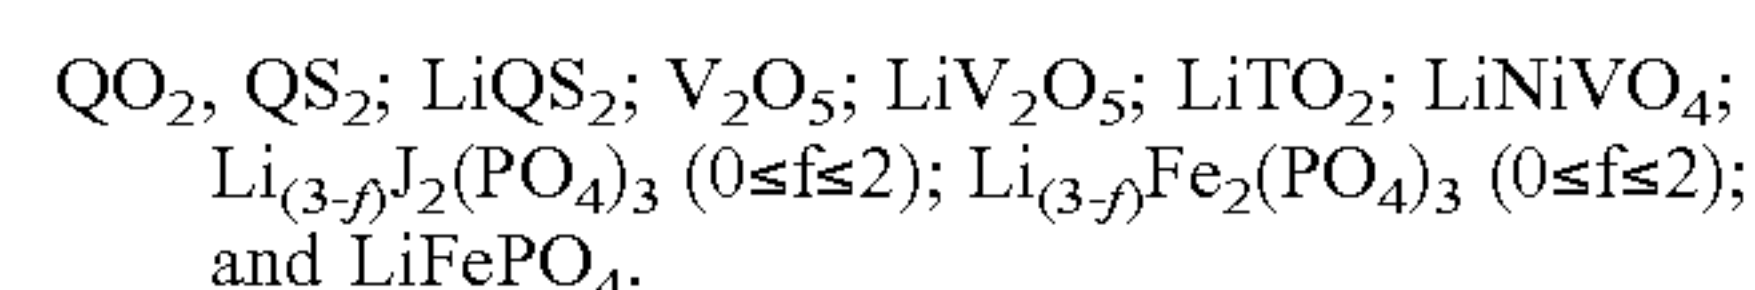 QO₂, QS₂; LiQS₂; V₂O₅; LiV₂O₅; LiTO₂; LiNiVO₄;
Li₍₃₋f₎J₂(PO₄)₃ (0≤f≤2); Li₍₃₋f₎Fe₂(PO₄)₃ (0≤f≤2);
and LiFePO₄.